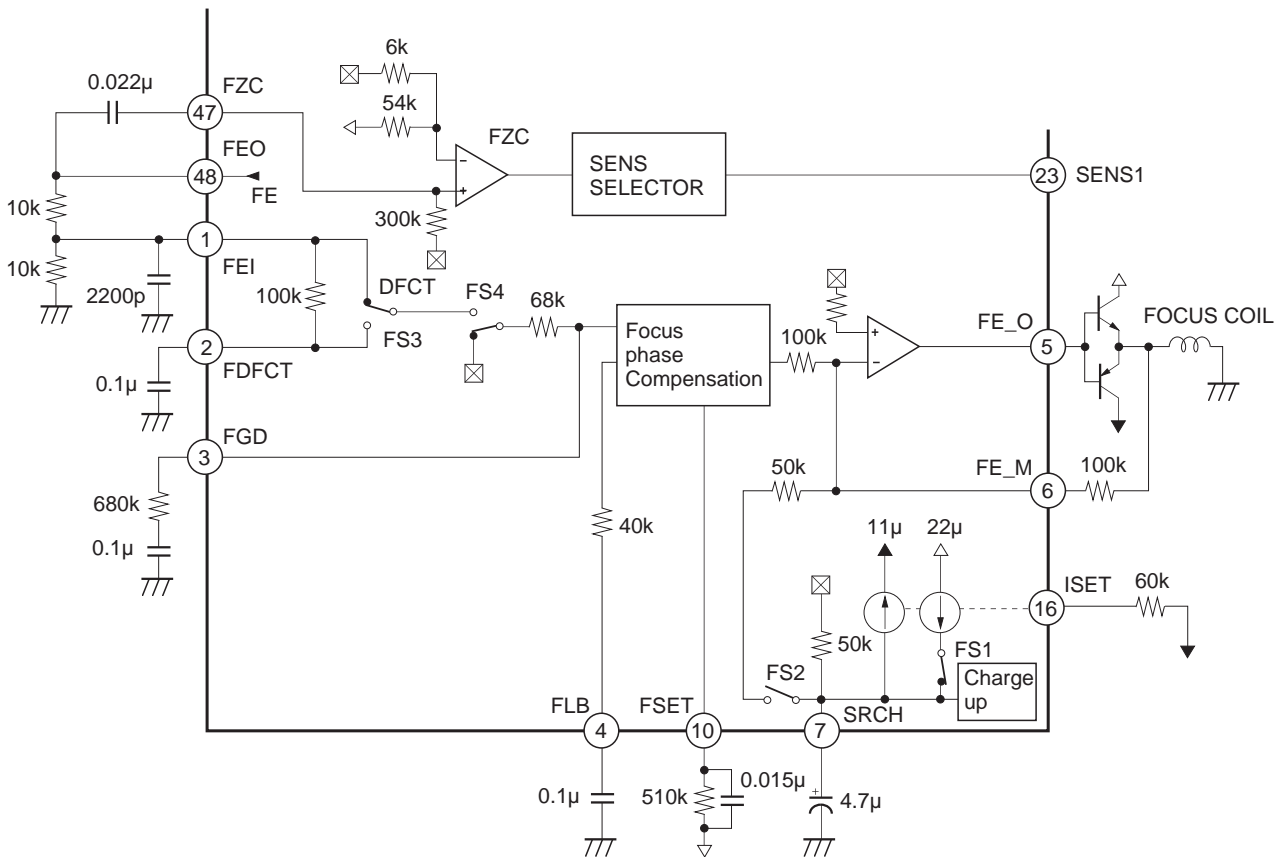 6k
0.022µ
FZC
47
54k
FZC
FEO
48
FE
SENS
SELECTOR
23
SENS1
10k
300k
1
FEI
10k
2200p
100k
DFCT
FS4
68k
FS3
2
FDFCT
0.1µ
Focus
phase
Compensation
100k
FE_O
5
FOCUS COIL
FGD
3
680k
0.1µ
50k
FE_M
6
100k
40k
11µ
22µ
ISET
16
60k
50k
FS1
FS2
Charge
up
FLB
4
FSET
10
SRCH
7
0.1µ
510k
0.015µ
+
4.7µ